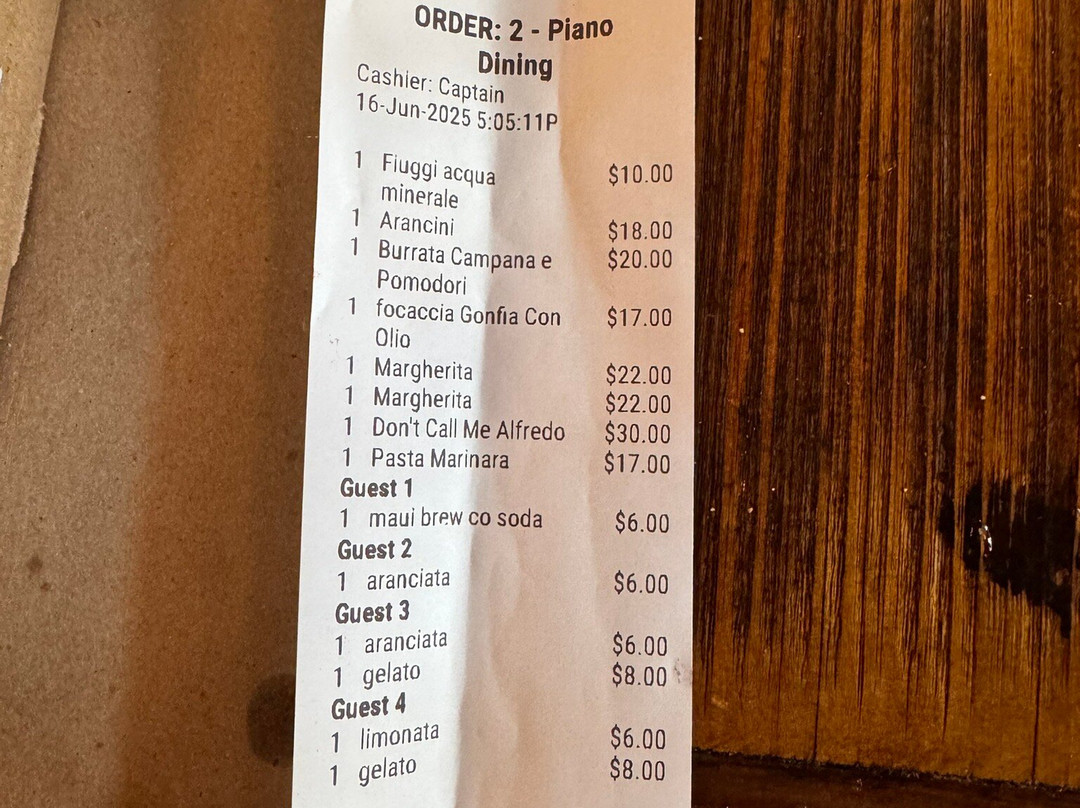 ORDER: 2 - Piano
Dining
Cashier: Captain
16-Jun-2025 5:05:11P
1 Fiuggi acqua $10.00
minerale
1 Arancini $18.00
1 Burrata Campana e $20.00
Pomodori
1 focaccia Gonfia Con $17.00
Olio
1 Margherita $22.00
1 Margherita $22.00
1 Don't Call Me Alfredo $30.00
1 Pasta Marinara $17.00
Guest 1
1 maui brew co soda $6.00
Guest 2
1 aranciata $6.00
Guest 3
1 aranciata $6.00
1 gelato $8.00
Guest 4
1 limonata $6.00
1 gelato $8.00